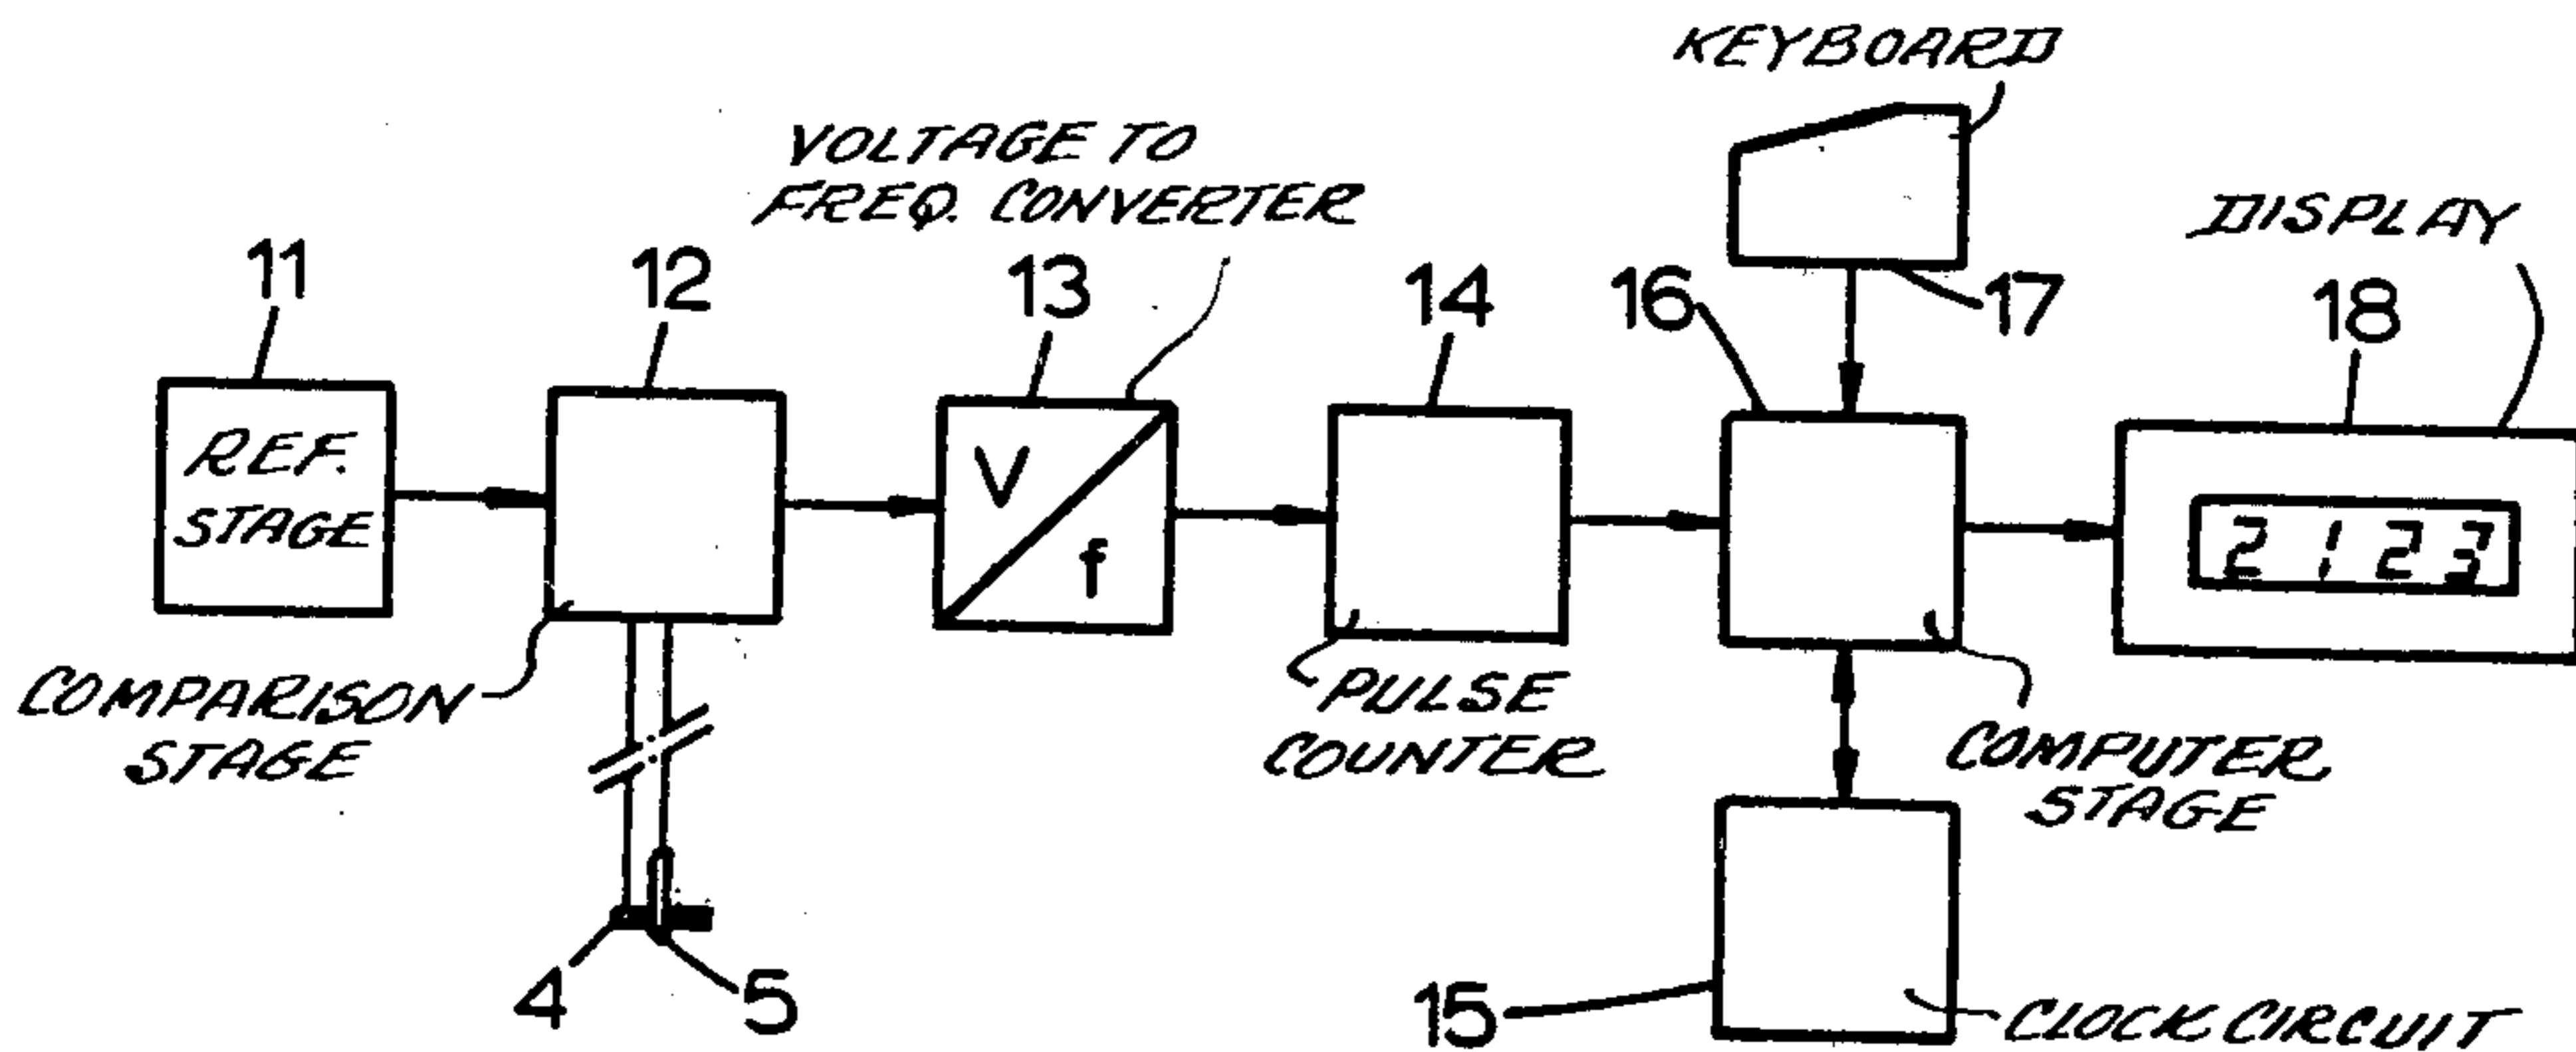 KEYBOARD
VOLTAGE TO
FREQ. CONVERTER
DISPLAY
11
12
13
14
16
17
18
REF.
STAGE
V
f
2123
COMPARISON
STAGE
PULSE
COUNTER
COMPUTER
STAGE
4
5
15
CLOCK CIRCUIT